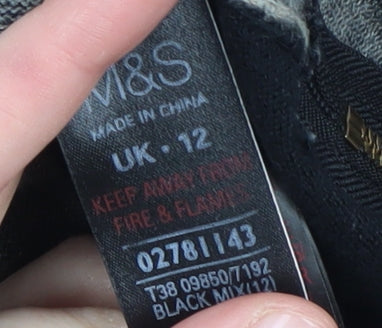 M&S
MADE IN CHINA
UK • 12
KEEP AWAY FROM
FIRE & FLAMES
02781143
T38 09850/7192
BLACK MIX(12)